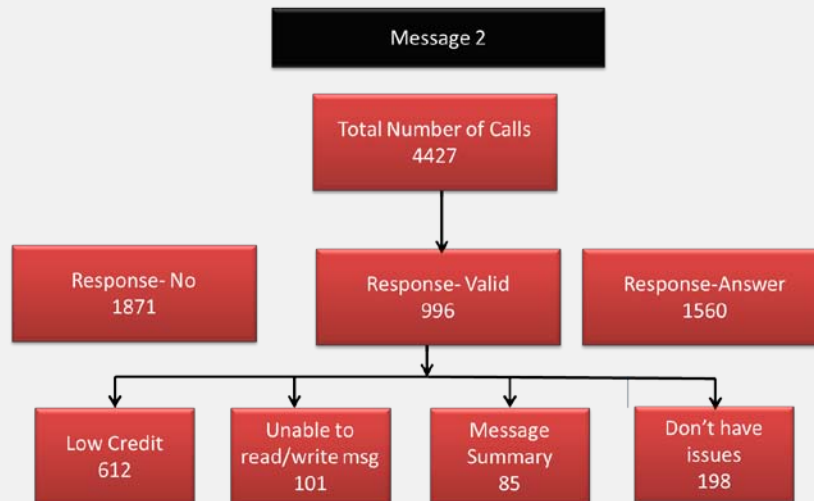 Message 2
Total Number of Calls
4427
Response- No
1871
Response- Valid
996
Response-Answer
1560
Low Credit
612
Unable to
read/write msg
101
Message
Summary
85
Don't have
issues
198